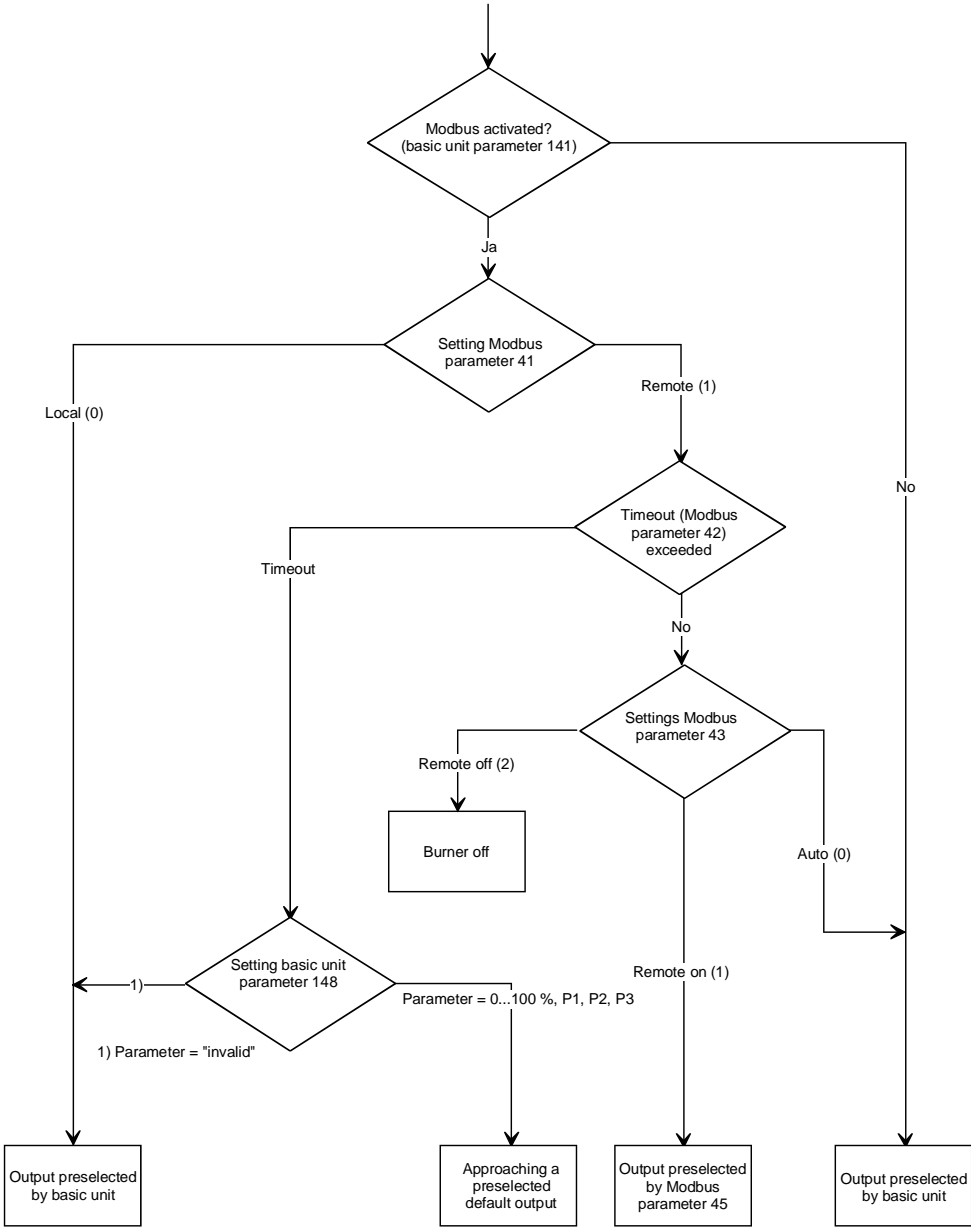 Modbus activated?
(basic unit parameter 141)
Ja
Setting Modbus
parameter 41
Remote (1)
Local (0)
No
Timeout (Modbus
parameter 42)
exceeded
Timeout
No
Settings Modbus
parameter 43
Remote off (2)
Burner off
Auto (0)
Setting basic unit
parameter 148
Remote on (1)
1)
Parameter = 0...100 %, P1, P2, P3
1) Parameter = "invalid"
Output preselected
by basic unit
Approaching a
preselected
default output
Output preselected
by Modbus
parameter 45
Output preselected
by basic unit